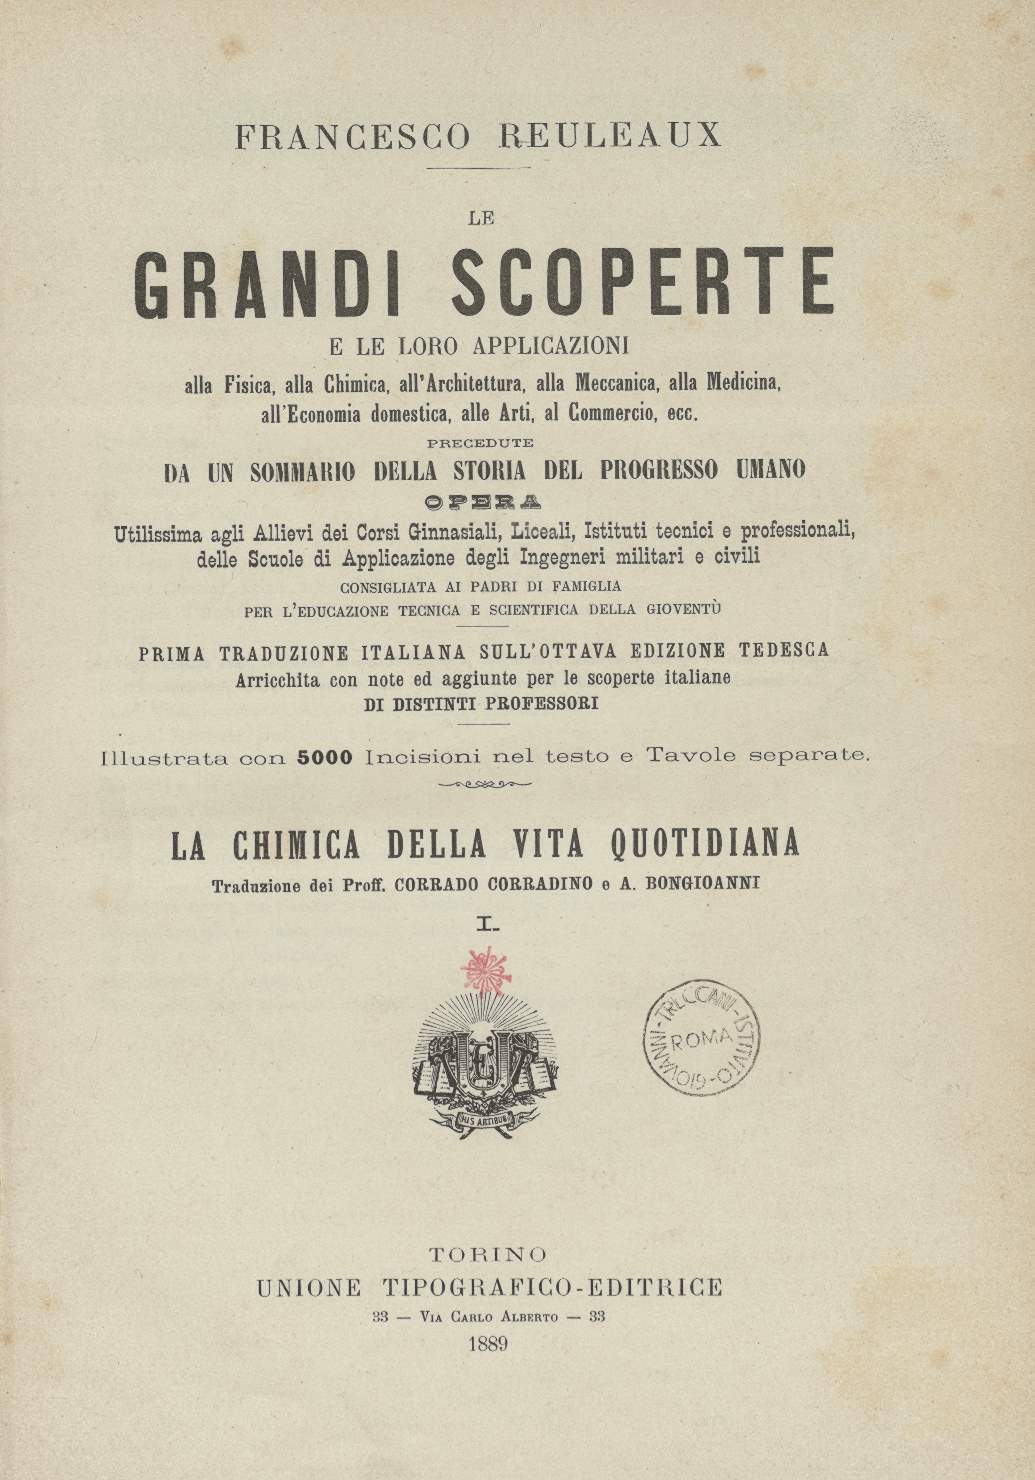 FRANCESCO REULEAUX
LE
GRANDI SCOPERTE
E LE LORO APPLICAZIONI
alla Fisica, alla Chimica, all'Architettura, alla Meccanica, alla Medicina,
all'Economia domestica, alle Arti, al Commercio, ecc.
PRECEDUTE
DA UN SOMMARIO DELLA STORIA DEL PROGRESSO UMANO
OPERA
Utilissima agli Allievi dei Corsi Ginnasiali, Liceali, Istituti tecnici e professionali,
delle Scuole di Applicazione degli Ingegneri militari e civili
CONSIGLIATA AI PADRI DI FAMIGLIA
PER L'EDUCAZIONE TECNICA E SCIENTIFICA DELLA GIOVENTÙ
PRIMA TRADUZIONE ITALIANA SULL'OTTAVA EDIZIONE TEDESCA
Arricchita con note ed aggiunte per le scoperte italiane
DI DISTINTI PROFESSORI
Illustrata con 5000 Incisioni nel testo e Tavole separate.
LA CHIMICA DELLA VITA QUOTIDIANA
Traduzione dei Proff. CORRADO CORRADINO e A. BONGIOANNI
I.
UTE
HIS ARTIBUS
ISTITUTO GIOVANNI TRECCANI
ROMA
TORINO
UNIONE TIPOGRAFICO-EDITRICE
33 — VIA CARLO ALBERTO — 33
1889